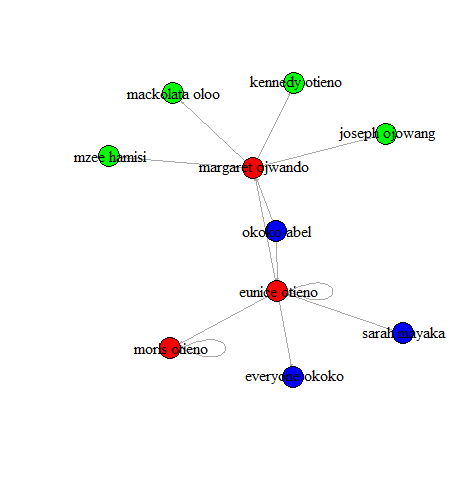 kennedy otieno
mackolata oloo
joseph ojowang
mzee hamisi
margaret ojwando
okoko abel
eunice otieno
sarah mayaka
moris otieno
everyone okoko